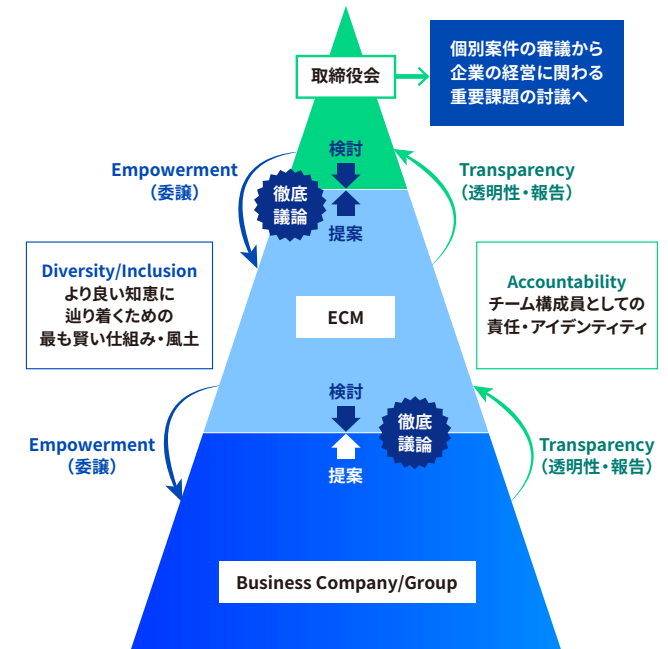 取締役会
個別案件の審議から
企業の経営に関わる
重要課題の討議へ
検討
Empowerment
（委譲）
Transparency
（透明性・報告）
徹底
議論
提案
Diversity/Inclusion
より良い知恵に
辿り着くための
最も賢い仕組み・風土
Accountability
チーム構成員としての
責任・アイデンティティ
ECM
検討
徹底
議論
Empowerment
（委譲）
Transparency
（透明性・報告）
提案
Business Company/Group